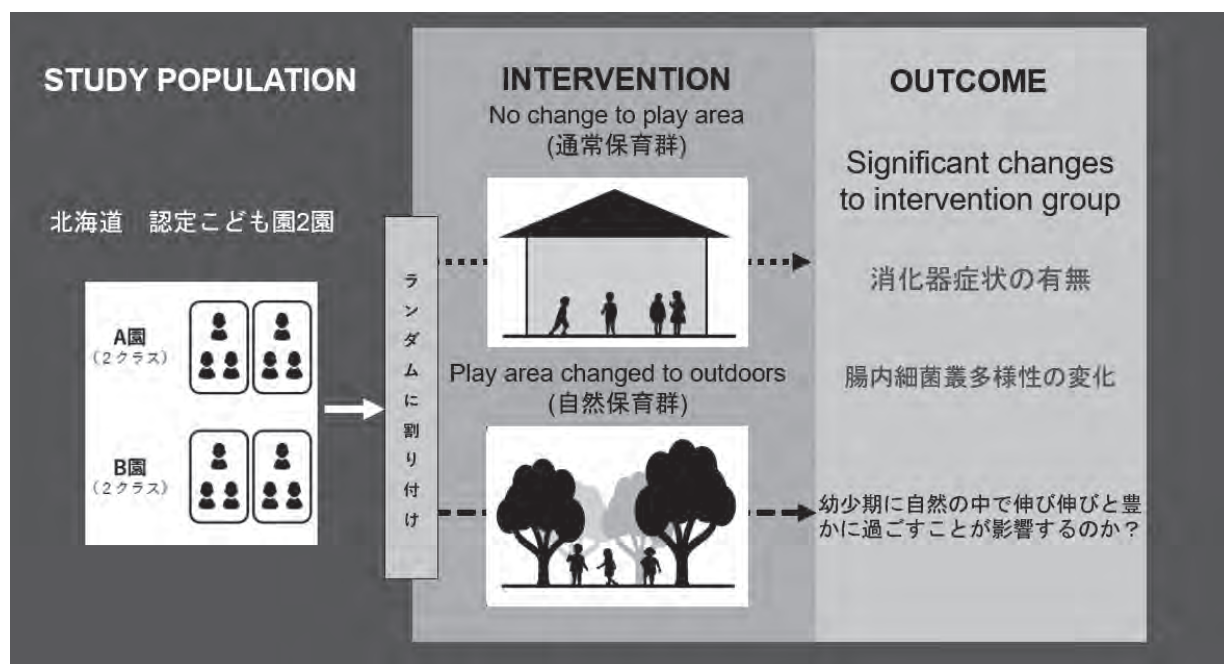 STUDY POPULATION
北海道　認定こども園2園
A園
(2クラス)
B園
(2クラス)
ランダムに割り付け
INTERVENTION
No change to play area
(通常保育群)
Play area changed to outdoors
(自然保育群)
OUTCOME
Significant changes
to intervention group
消化器症状の有無
腸内細菌叢多様性の変化
幼少期に自然の中で伸び伸びと豊
かに過ごすことが影響するのか？